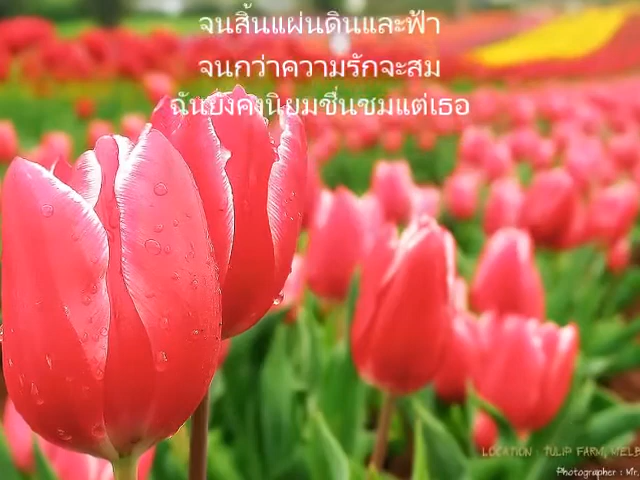 จนสิ้นแผ่นดินและฟ้า
จนกว่าความรักจะสม
ฉันยังคงนิยมชื่นชมแต่เธอ
LOCATION : TULIP FARM, MELB
Photographer : Mr.